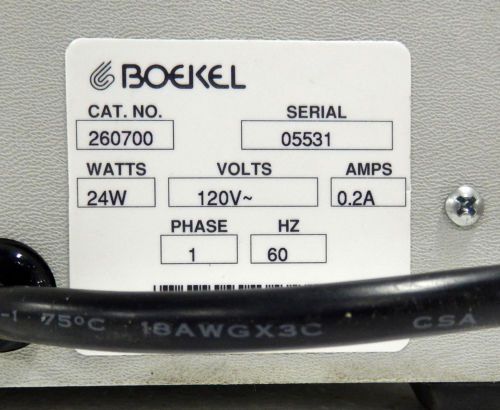 BOEKEL
CAT. NO. SERIAL
260700 05531
WATTS VOLTS AMPS
24W 120V~ 0.2A
PHASE HZ
1 60
-1 75°C 18AWGX3C CSA